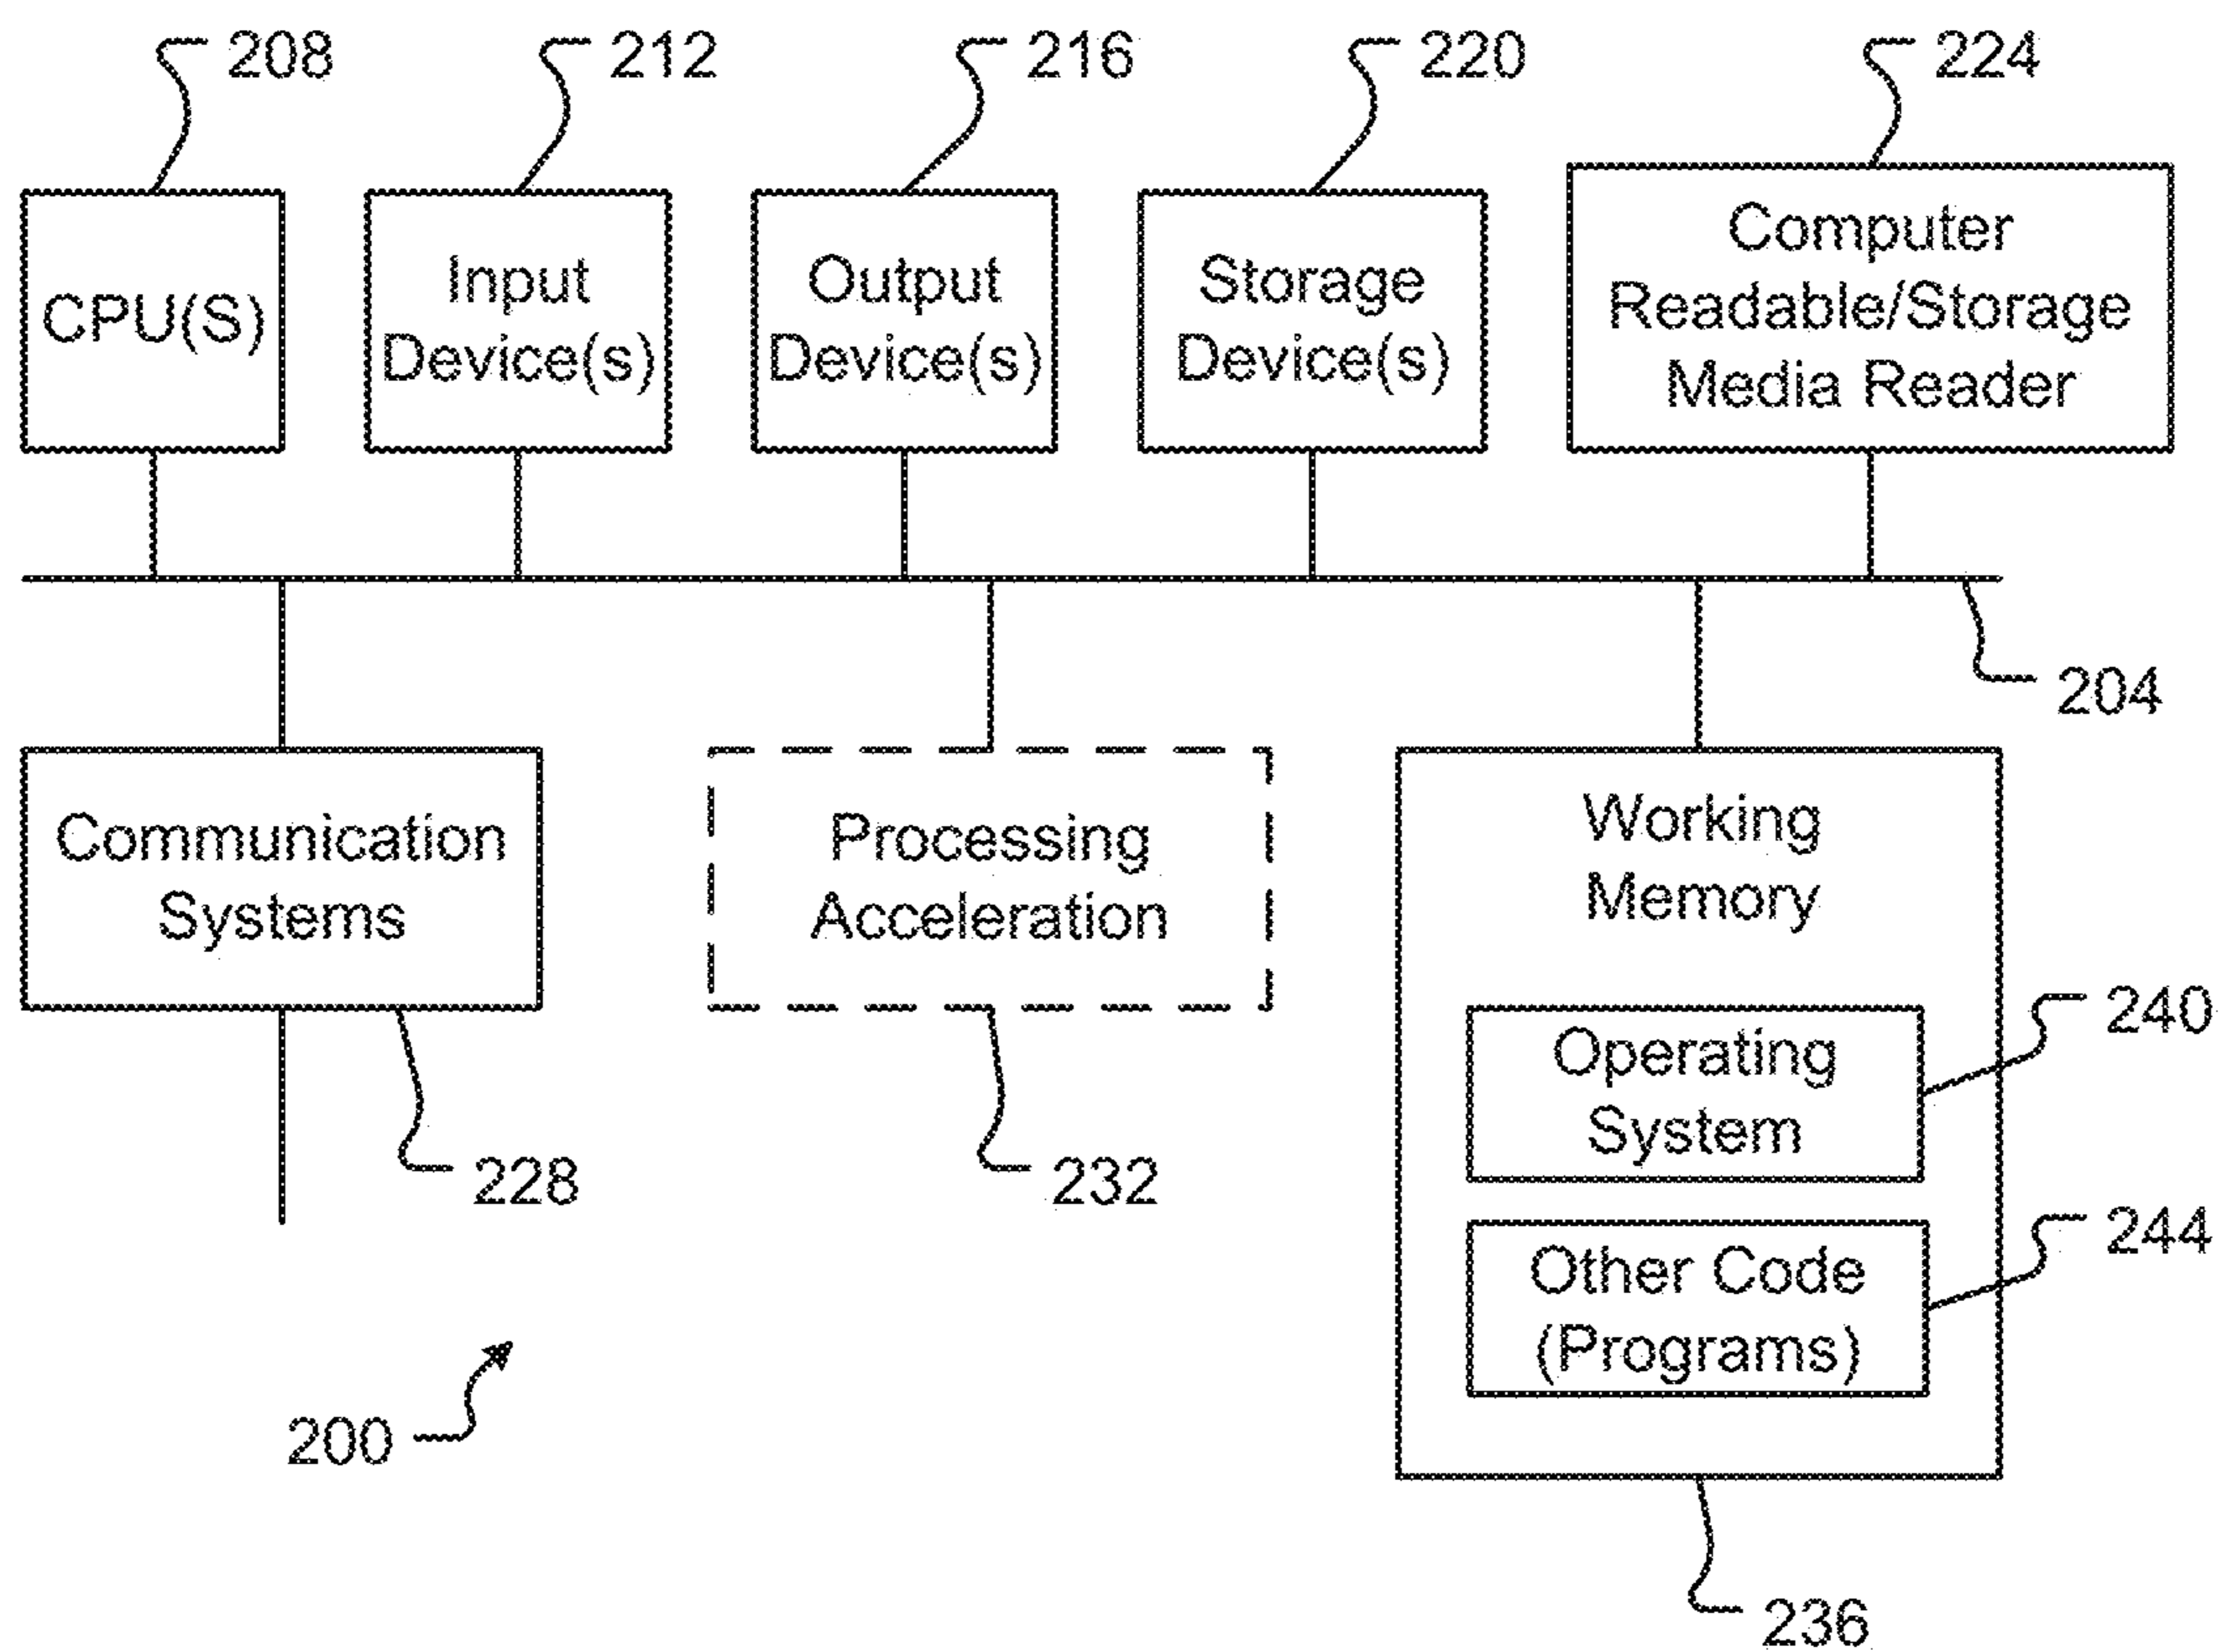 208
212
216
220
224
CPU(S)
Input
Device(s)
Output
Device(s)
Storage
Device(s)
Computer
Readable/Storage
Media Reader
204
Communication
Systems
Processing
Acceleration
Working
Memory
Operating
System
240
228
232
Other Code
(Programs)
244
200
236